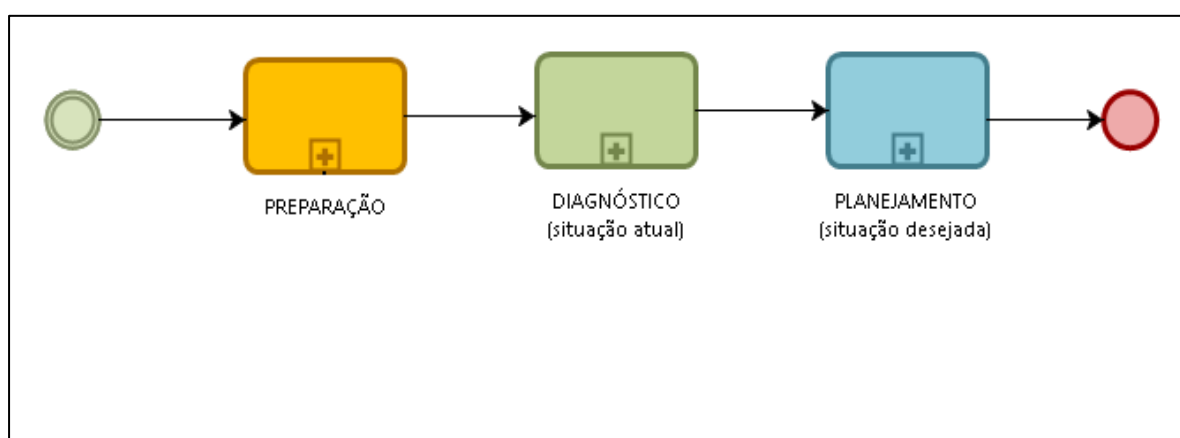 PREPARAÇÃO
DIAGNÓSTICO
(situação atual)
PLANEJAMENTO
(situação desejada)